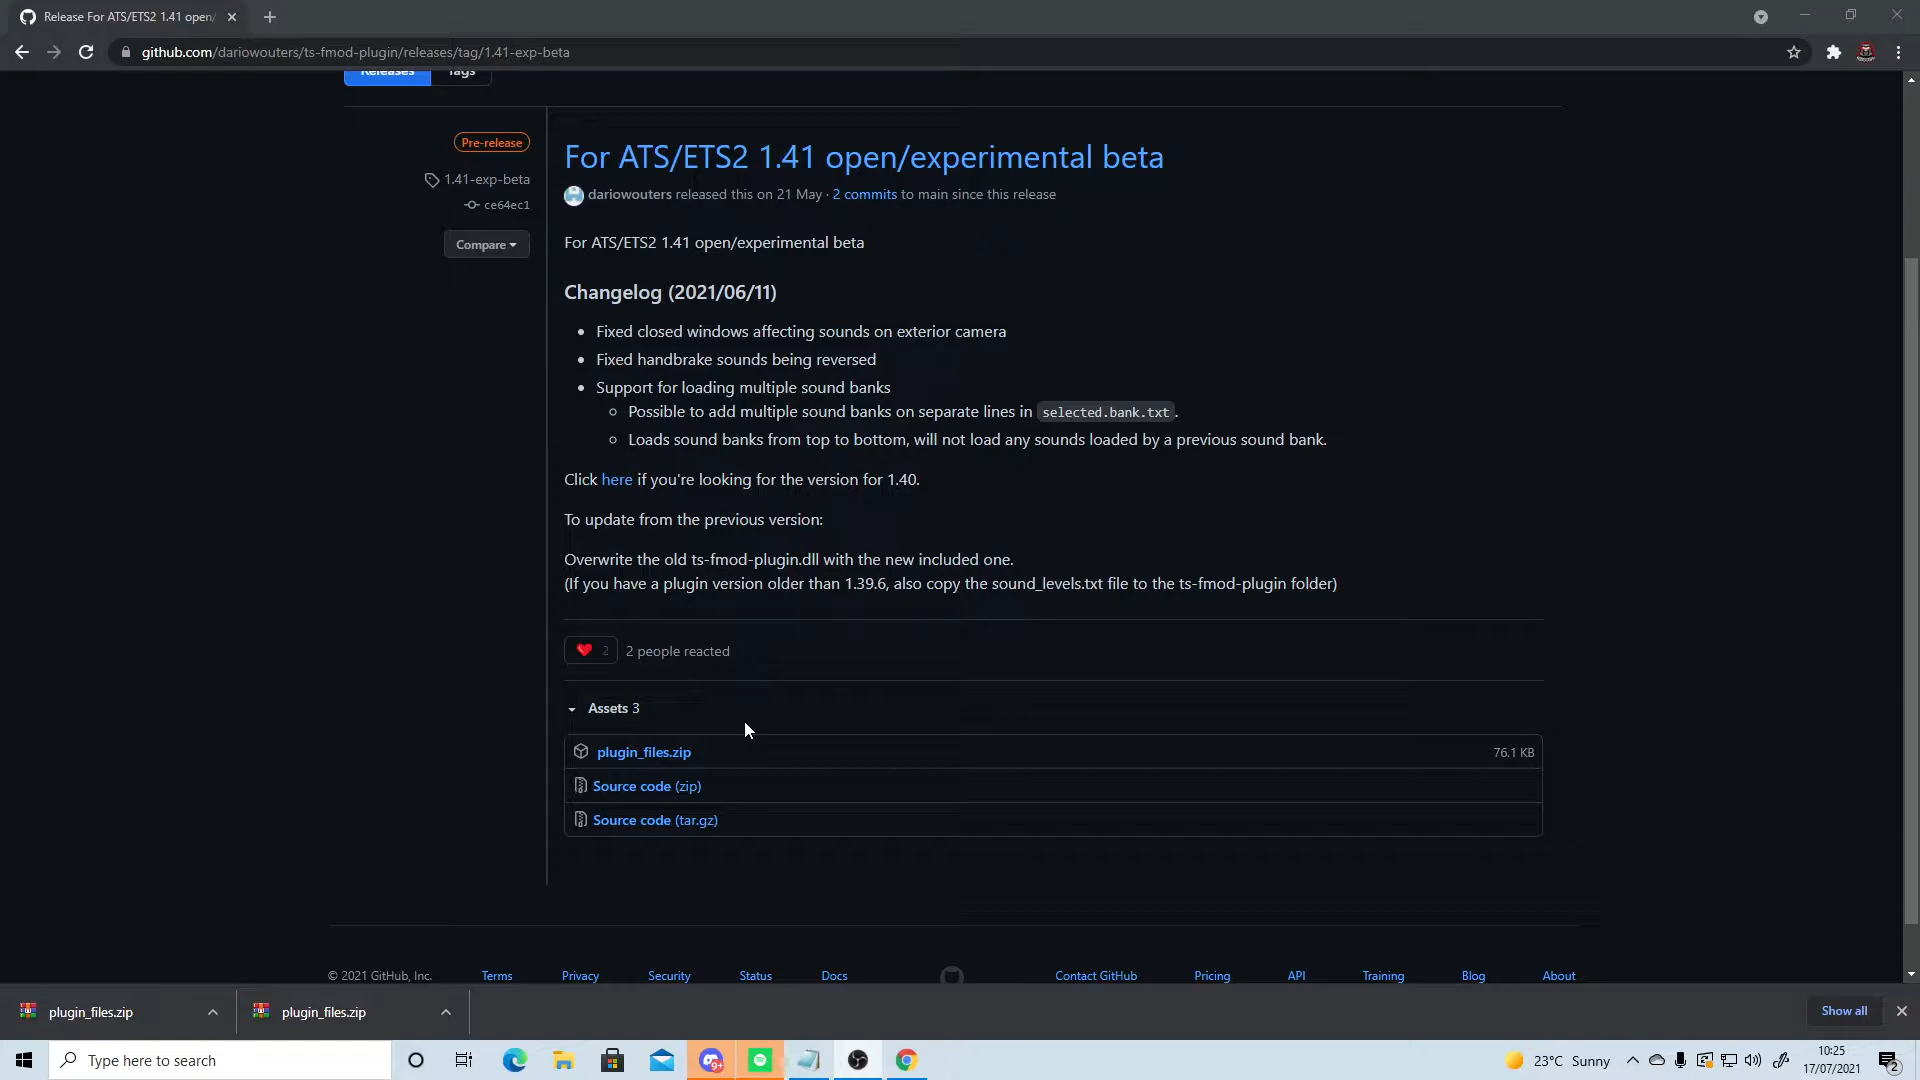 Release For ATS/ETS2 1.41 open/
github.com/dariowouters/ts-fmod-plugin/releases/tag/1.41-exp-beta
Releases
Tags
Pre-release
1.41-exp-beta
ce64ec1
Compare
For ATS/ETS2 1.41 open/experimental beta
dariowouters released this on 21 May · 2 commits to main since this release
For ATS/ETS2 1.41 open/experimental beta
Changelog (2021/06/11)
Fixed closed windows affecting sounds on exterior camera
Fixed handbrake sounds being reversed
Support for loading multiple sound banks
Possible to add multiple sound banks on separate lines in selected.bank.txt.
Loads sound banks from top to bottom, will not load any sounds loaded by a previous sound bank.
Click here if you're looking for the version for 1.40.
To update from the previous version:
Overwrite the old ts-fmod-plugin.dll with the new included one.
(If you have a plugin version older than 1.39.6, also copy the sound_levels.txt file to the ts-fmod-plugin folder)
2 2 people reacted
Assets 3
plugin_files.zip 76.1 KB
Source code (zip)
Source code (tar.gz)
© 2021 GitHub, Inc. Terms Privacy Security Status Docs Contact GitHub Pricing API Training Blog About
plugin_files.zip plugin_files.zip Show all
Type here to search
9+
23°C Sunny
10:25
17/07/2021
2